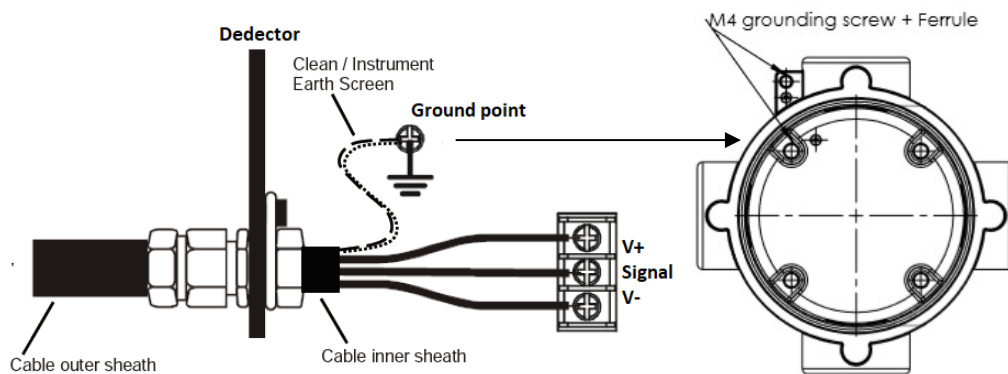 Dedector
Clean / Instrument
Earth Screen
Ground point
M4 grounding screw + Ferrule
V+
Signal
V-
Cable outer sheath
Cable inner sheath